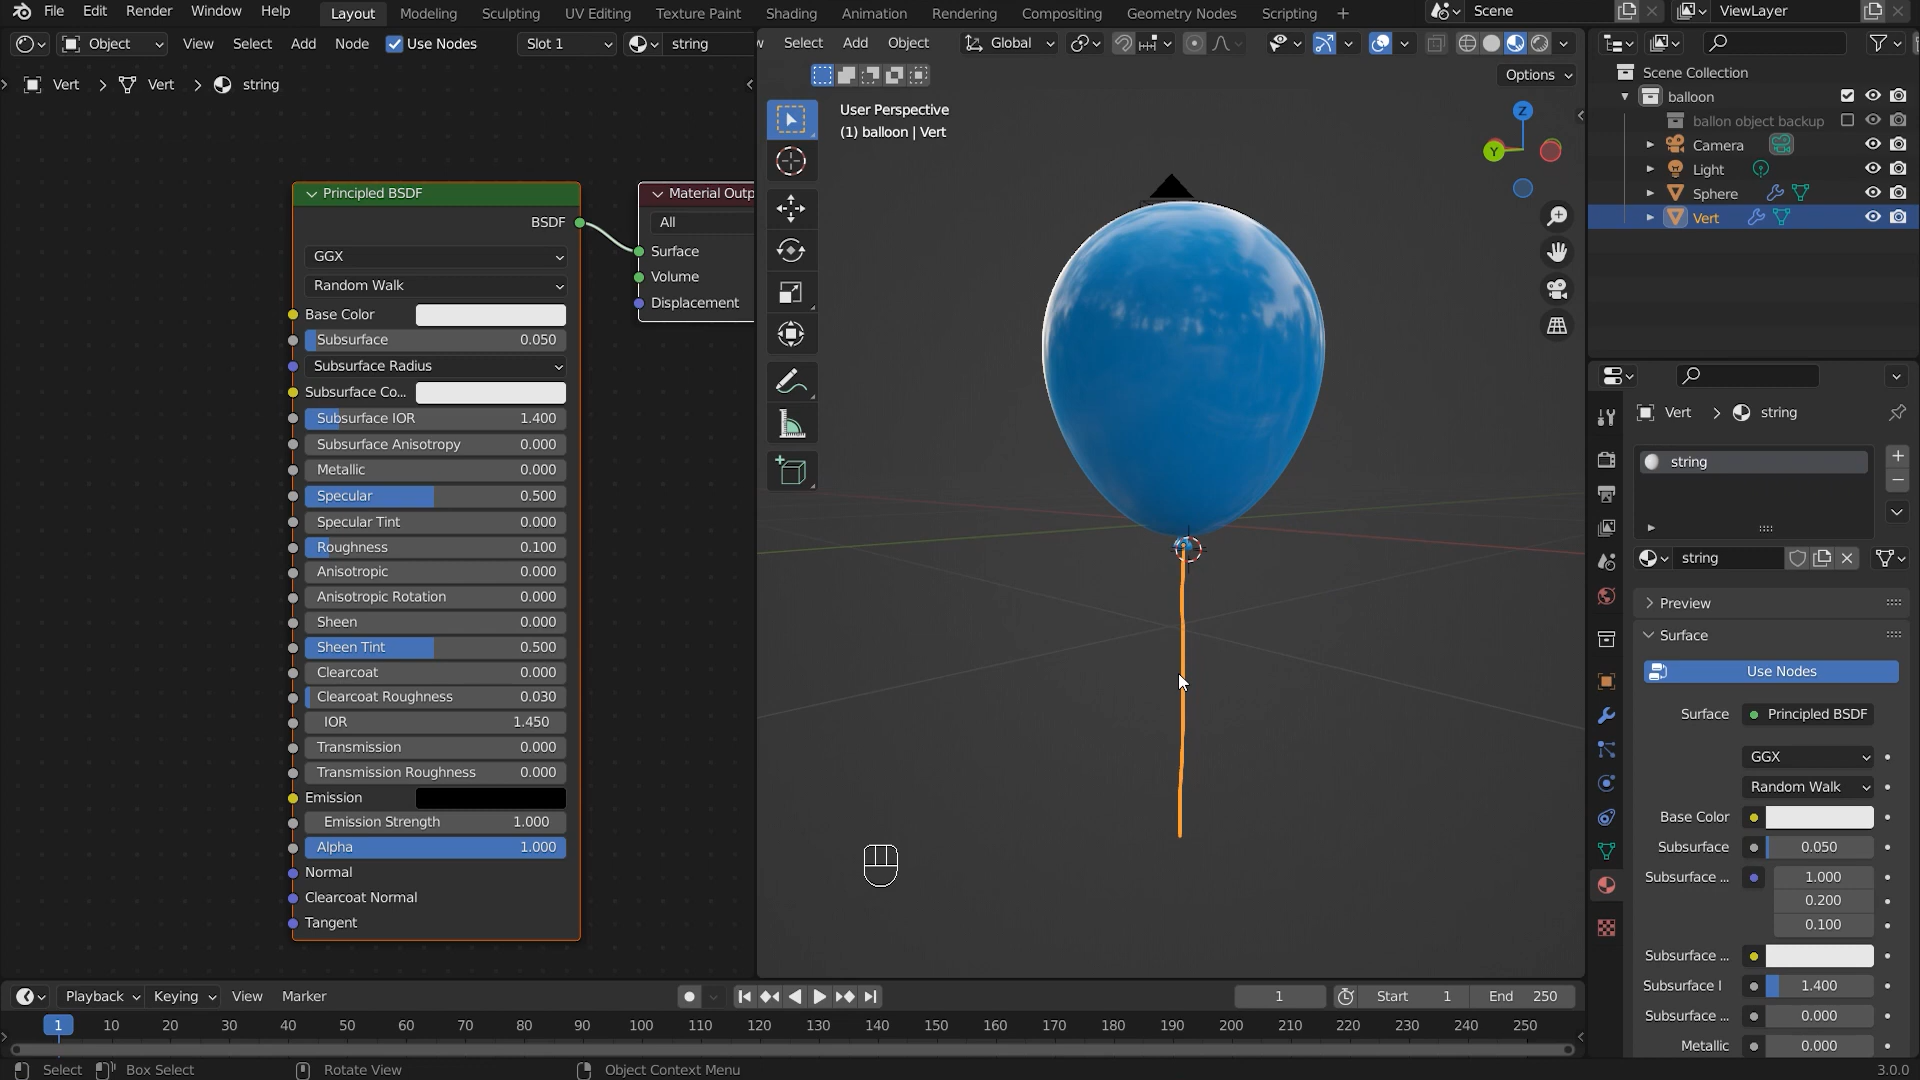 File Edit Render Window Help Layout Modeling Sculpting UV Editing Texture Paint Shading Animation Rendering Compositing Geometry Nodes Scripting + Scene ViewLayer
Object View Select Add Node Use Nodes Slot 1 string
Select Add Object Global
Options
Vert > Vert > string
User Perspective
(1) balloon | Vert
Z
Y
Scene Collection
balloon
ballon object backup
Camera
Light
Sphere
Vert
Principled BSDF
BSDF
GGX
Random Walk
Base Color
Subsurface 0.050
Subsurface Radius
Subsurface Co...
Subsurface IOR 1.400
Subsurface Anisotropy 0.000
Metallic 0.000
Specular 0.500
Specular Tint 0.000
Roughness 0.100
Anisotropic 0.000
Anisotropic Rotation 0.000
Sheen 0.000
Sheen Tint 0.500
Clearcoat 0.000
Clearcoat Roughness 0.030
IOR 1.450
Transmission 0.000
Transmission Roughness 0.000
Emission
Emission Strength 1.000
Alpha 1.000
Normal
Clearcoat Normal
Tangent
Material Outp
All
Surface
Volume
Displacement
Vert > string
string
string
Preview
Surface
Use Nodes
Surface Principled BSDF
GGX
Random Walk
Base Color
Subsurface 0.050
Subsurface ... 1.000
0.200
0.100
Subsurface ...
Subsurface I 1.400
Subsurface ... 0.000
Metallic 0.000
Playback Keying View Marker 1 Start 1 End 250
1 10 20 30 40 50 60 70 80 90 100 110 120 130 140 150 160 170 180 190 200 210 220 230 240 250
Select Box Select Rotate View Object Context Menu 3.0.0